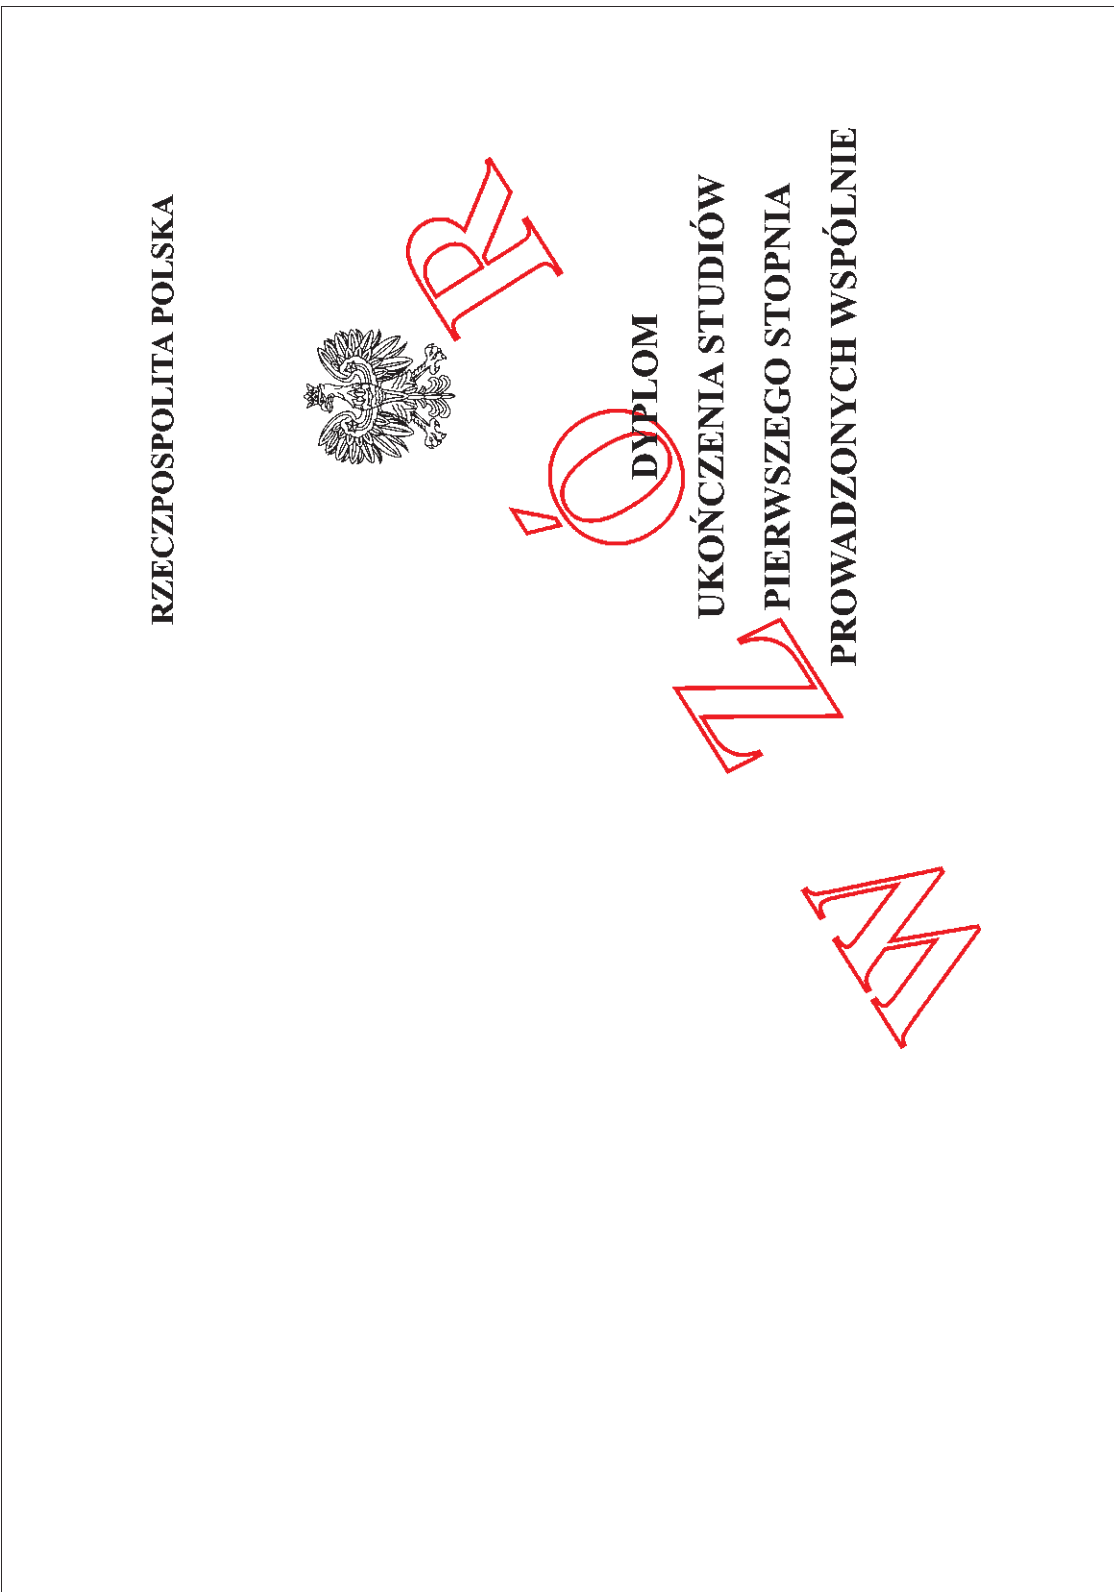 RZECZPOSPOLITA POLSKA
DYPLOM
UKOŃCZENIA STUDIÓW
PIERWSZEGO STOPNIA
PROWADZONYCH WSPÓLNIE
WZÓR